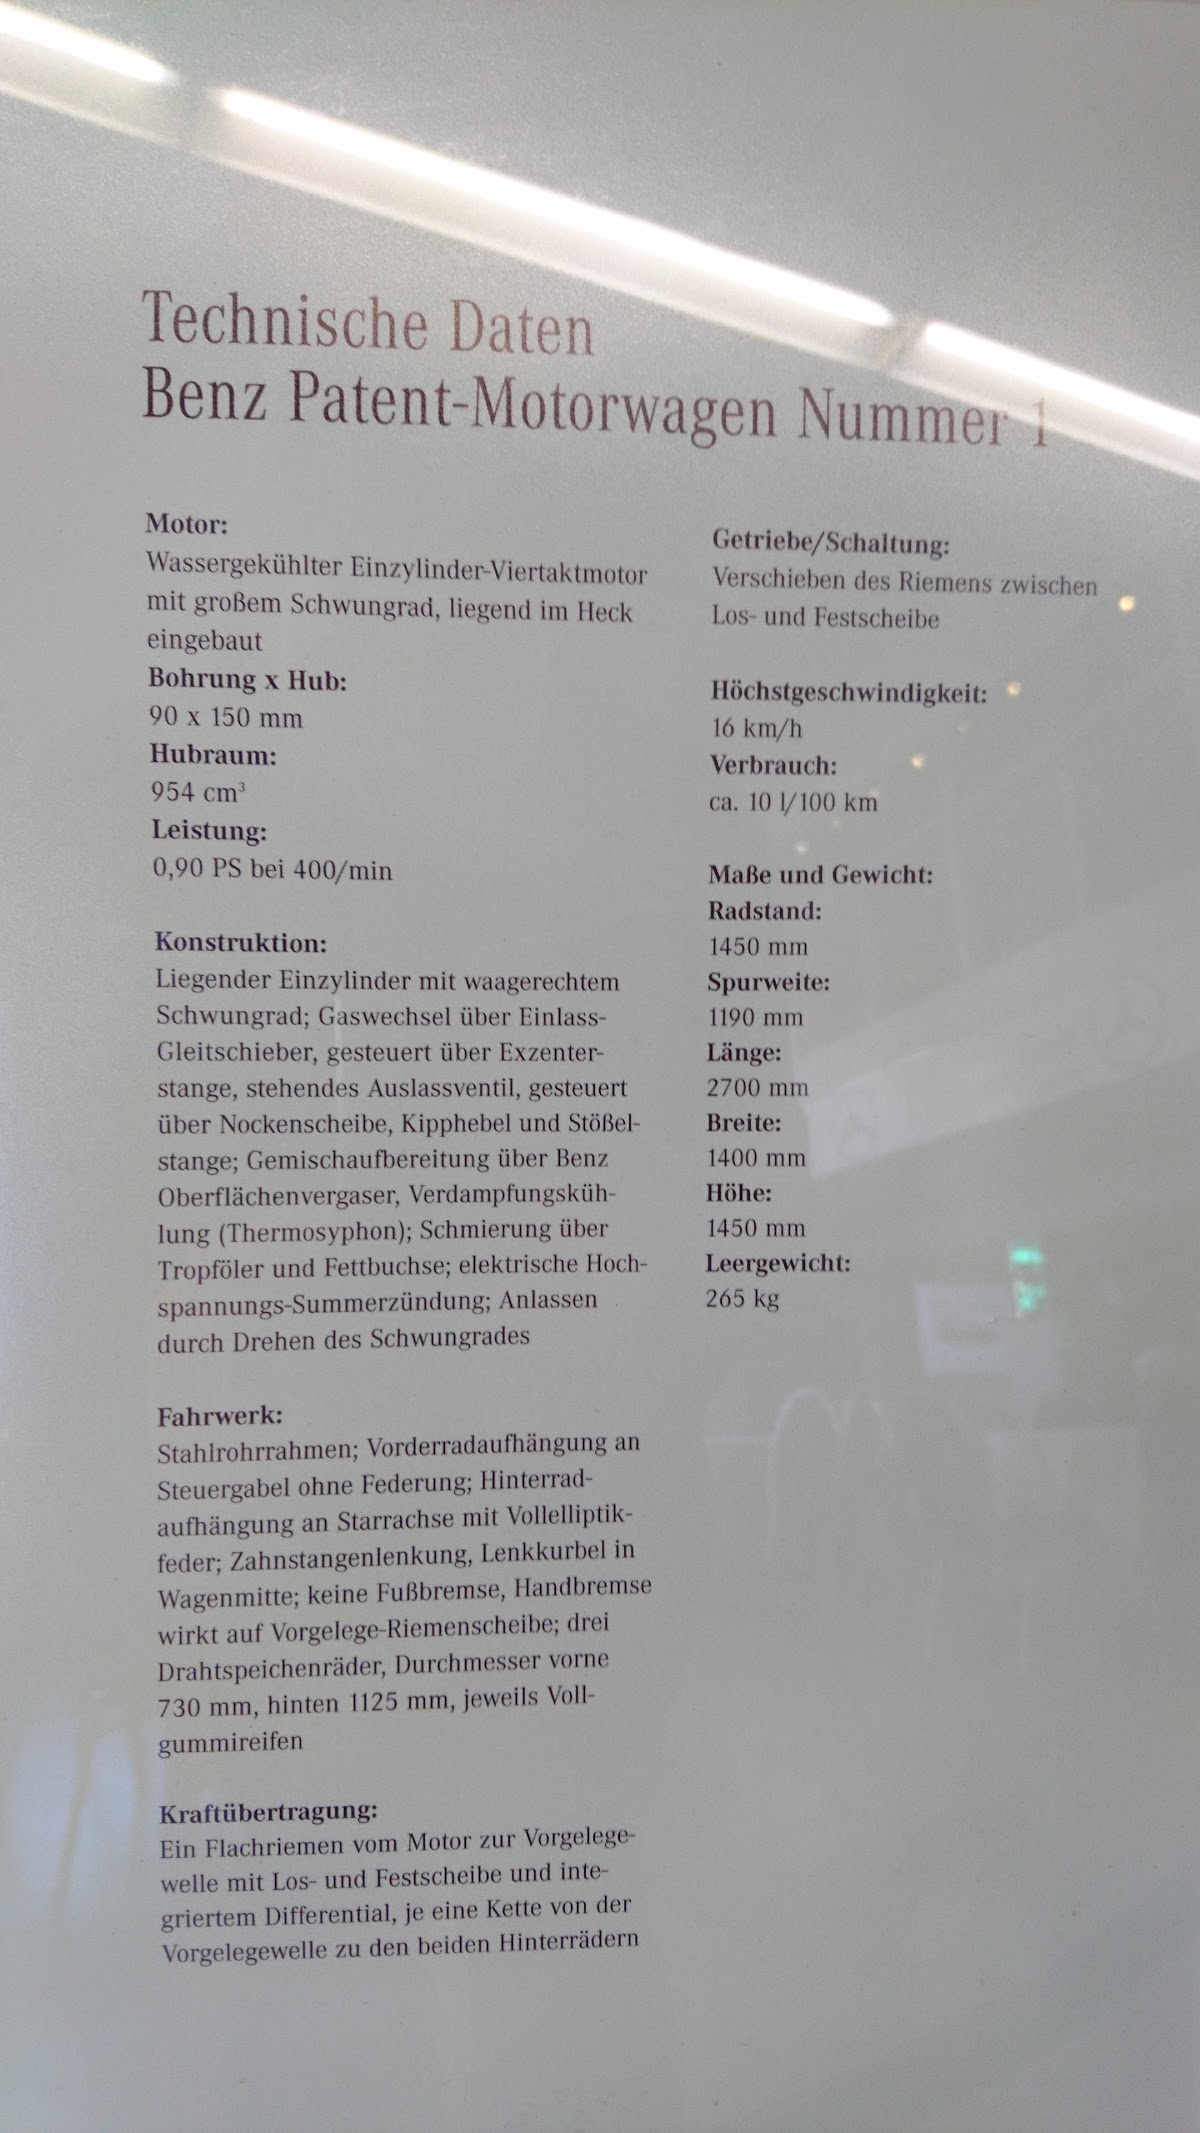 Technische Daten
Benz Patent-Motorwagen Nummer 1
Motor:
Wassergekühlter Einzylinder-Viertaktmotor
mit großem Schwungrad, liegend im Heck
eingebaut
Bohrung x Hub:
90 x 150 mm
Hubraum:
954 cm³
Leistung:
0,90 PS bei 400/min
Konstruktion:
Liegender Einzylinder mit waagerechtem
Schwungrad; Gaswechsel über Einlass-
Gleitschieber, gesteuert über Exzenter-
stange, stehendes Auslassventil, gesteuert
über Nockenscheibe, Kipphebel und Stößel-
stange; Gemischaufbereitung über Benz
Oberflächenvergaser, Verdampfungsküh-
lung (Thermosyphon); Schmierung über
Tropföler und Fettbuchse; elektrische Hoch-
spannungs-Summerzündung; Anlassen
durch Drehen des Schwungrades
Fahrwerk:
Stahlrohrrahmen; Vorderradaufhängung an
Steuergabel ohne Federung; Hinterrad-
aufhängung an Starrachse mit Vollelliptik-
feder; Zahnstangenlenkung, Lenkkurbel in
Wagenmitte; keine Fußbremse, Handbremse
wirkt auf Vorgelege-Riemenscheibe; drei
Drahtspeichenräder, Durchmesser vorne
730 mm, hinten 1125 mm, jeweils Voll-
gummireifen
Kraftübertragung:
Ein Flachriemen vom Motor zur Vorgelege-
welle mit Los- und Festscheibe und inte-
griertem Differential, je eine Kette von der
Vorgelegewelle zu den beiden Hinterrädern
Getriebe/Schaltung:
Verschieben des Riemens zwischen
Los- und Festscheibe
Höchstgeschwindigkeit:
16 km/h
Verbrauch:
ca. 10 l/100 km
Maße und Gewicht:
Radstand:
1450 mm
Spurweite:
1190 mm
Länge:
2700 mm
Breite:
1400 mm
Höhe:
1450 mm
Leergewicht:
265 kg